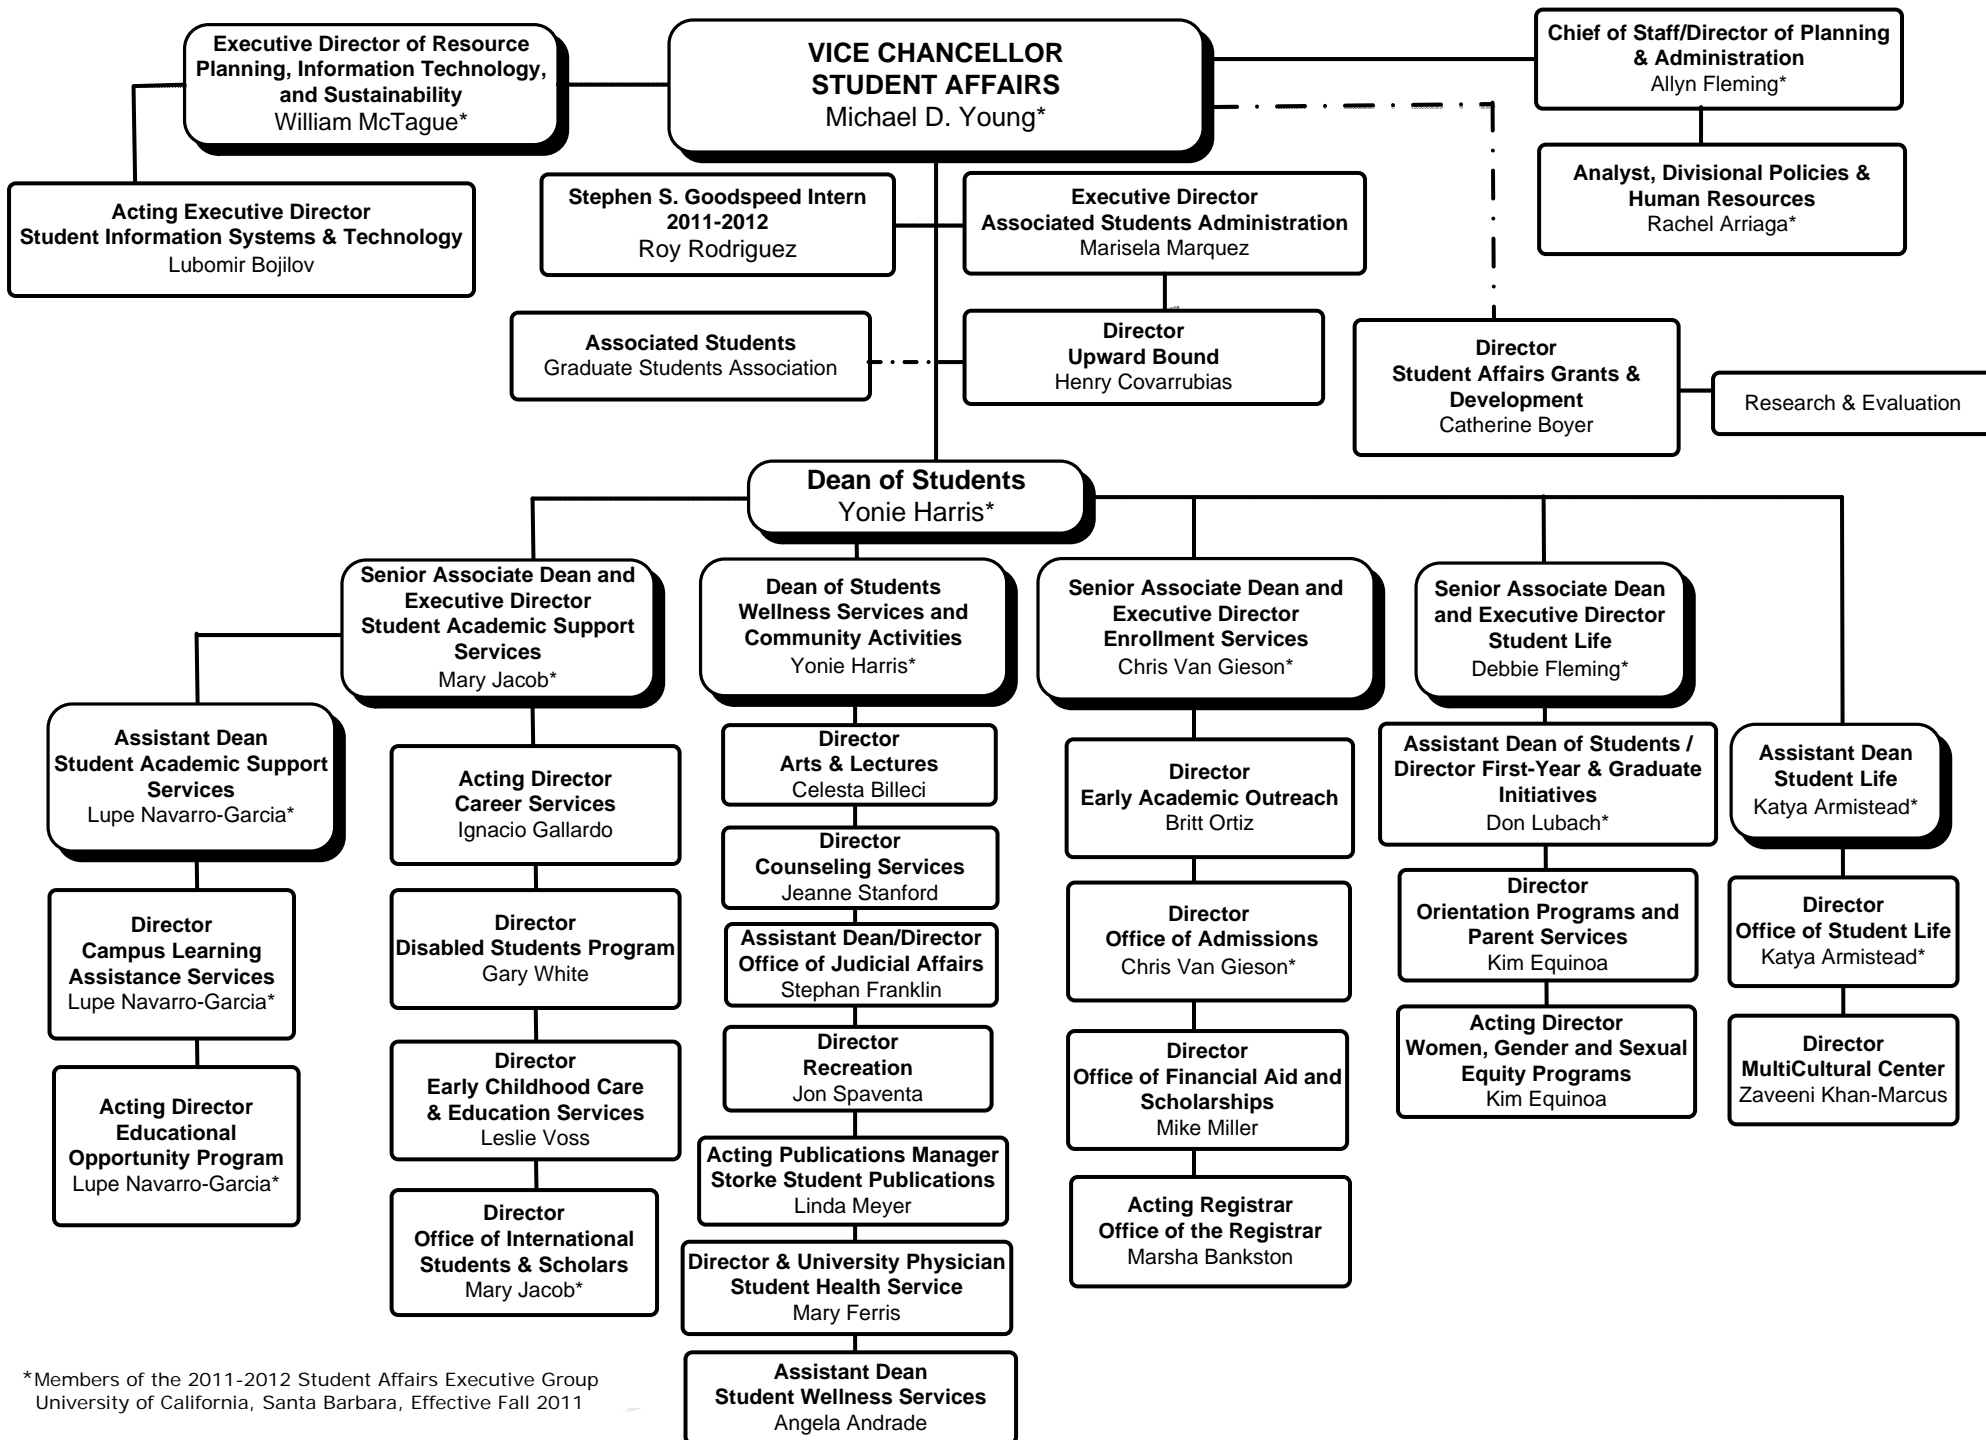 Executive Director of Resource
Planning, Information Technology,
and Sustainability
William McTague*
VICE CHANCELLOR
STUDENT AFFAIRS
Michael D. Young*
Chief of Staff/Director of Planning
& Administration
Allyn Fleming*
Acting Executive Director
Student Information Systems & Technology
Lubomir Bojilov
Stephen S. Goodspeed Intern
2011-2012
Roy Rodriguez
Executive Director
Associated Students Administration
Marisela Marquez
Analyst, Divisional Policies &
Human Resources
Rachel Arriaga*
Associated Students
Graduate Students Association
Director
Upward Bound
Henry Covarrubias
Director
Student Affairs Grants &
Development
Catherine Boyer
Research & Evaluation
Dean of Students
Yonie Harris*
Senior Associate Dean and
Executive Director
Student Academic Support
Services
Mary Jacob*
Dean of Students
Wellness Services and
Community Activities
Yonie Harris*
Senior Associate Dean and
Executive Director
Enrollment Services
Chris Van Gieson*
Senior Associate Dean
and Executive Director
Student Life
Debbie Fleming*
Assistant Dean
Student Academic Support
Services
Lupe Navarro-Garcia*
Director
Campus Learning
Assistance Services
Lupe Navarro-Garcia*
Acting Director
Educational
Opportunity Program
Lupe Navarro-Garcia*
Acting Director
Career Services
Ignacio Gallardo
Director
Disabled Students Program
Gary White
Director
Early Childhood Care
& Education Services
Leslie Voss
Director
Office of International
Students & Scholars
Mary Jacob*
Director
Arts & Lectures
Celesta Billeci
Director
Counseling Services
Jeanne Stanford
Assistant Dean/Director
Office of Judicial Affairs
Stephan Franklin
Director
Recreation
Jon Spaventa
Acting Publications Manager
Storke Student Publications
Linda Meyer
Director & University Physician
Student Health Service
Mary Ferris
Assistant Dean
Student Wellness Services
Angela Andrade
Director
Early Academic Outreach
Britt Ortiz
Director
Office of Admissions
Chris Van Gieson*
Director
Office of Financial Aid and
Scholarships
Mike Miller
Acting Registrar
Office of the Registrar
Marsha Bankston
Assistant Dean of Students /
Director First-Year & Graduate
Initiatives
Don Lubach*
Director
Orientation Programs and
Parent Services
Kim Equinoa
Acting Director
Women, Gender and Sexual
Equity Programs
Kim Equinoa
Assistant Dean
Student Life
Katya Armistead*
Director
Office of Student Life
Katya Armistead*
Director
MultiCultural Center
Zaveeni Khan-Marcus
*Members of the 2011-2012 Student Affairs Executive Group
University of California, Santa Barbara, Effective Fall 2011